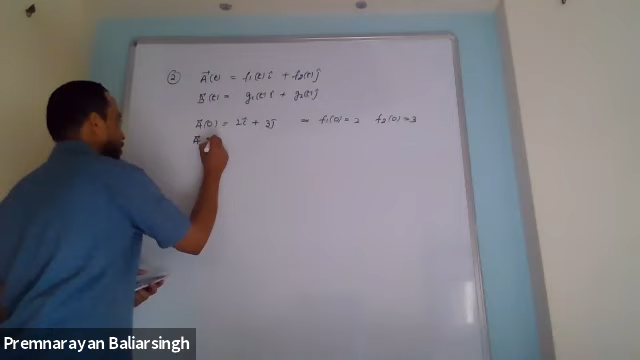 ② A⃗(t) = f₁(t) î + f₂(t) ĵ
B⃗(t) = g₁(t) î + g₂(t) ĵ
A⃗(0) = 2î + 3ĵ = f₁(0) = 2 f₂(0) = 3
A⃗
Premnarayan Baliarsingh